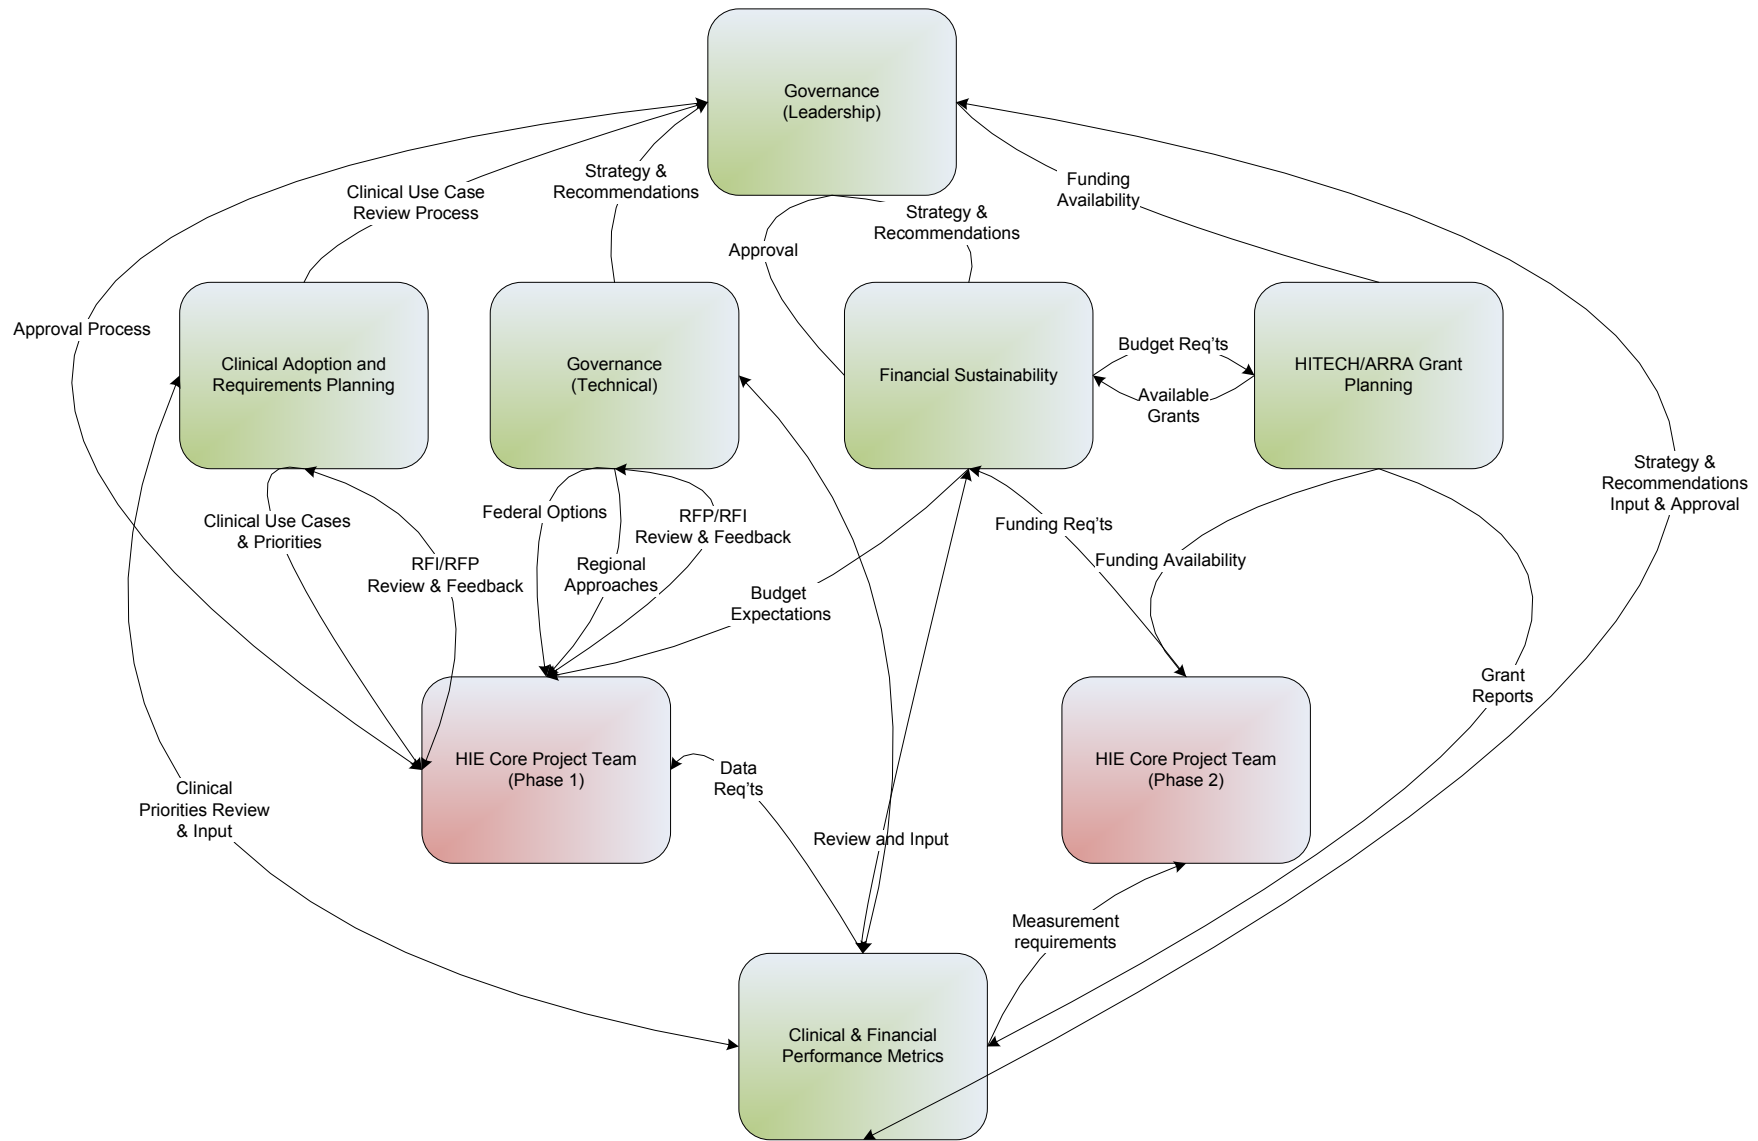 Governance
(Leadership)
Strategy &
Recommendations
Funding
Availability
Clinical Use Case
Review Process
Strategy &
Recommendations
Approval
Approval Process
Clinical Adoption and
Requirements Planning
Governance
(Technical)
Financial Sustainability
Budget Req'ts
Available
Grants
HITECH/ARRA Grant
Planning
Strategy &
Recommendations
Input & Approval
Clinical Use Cases
& Priorities
RFI/RFP
Review & Feedback
Federal Options
Regional
Approaches
RFP/RFI
Review & Feedback
Budget
Expectations
Funding Req'ts
Funding Availability
Grant
Reports
HIE Core Project Team
(Phase 1)
Data
Req'ts
HIE Core Project Team
(Phase 2)
Clinical
Priorities Review
& Input
Review and Input
Measurement
requirements
Clinical & Financial
Performance Metrics